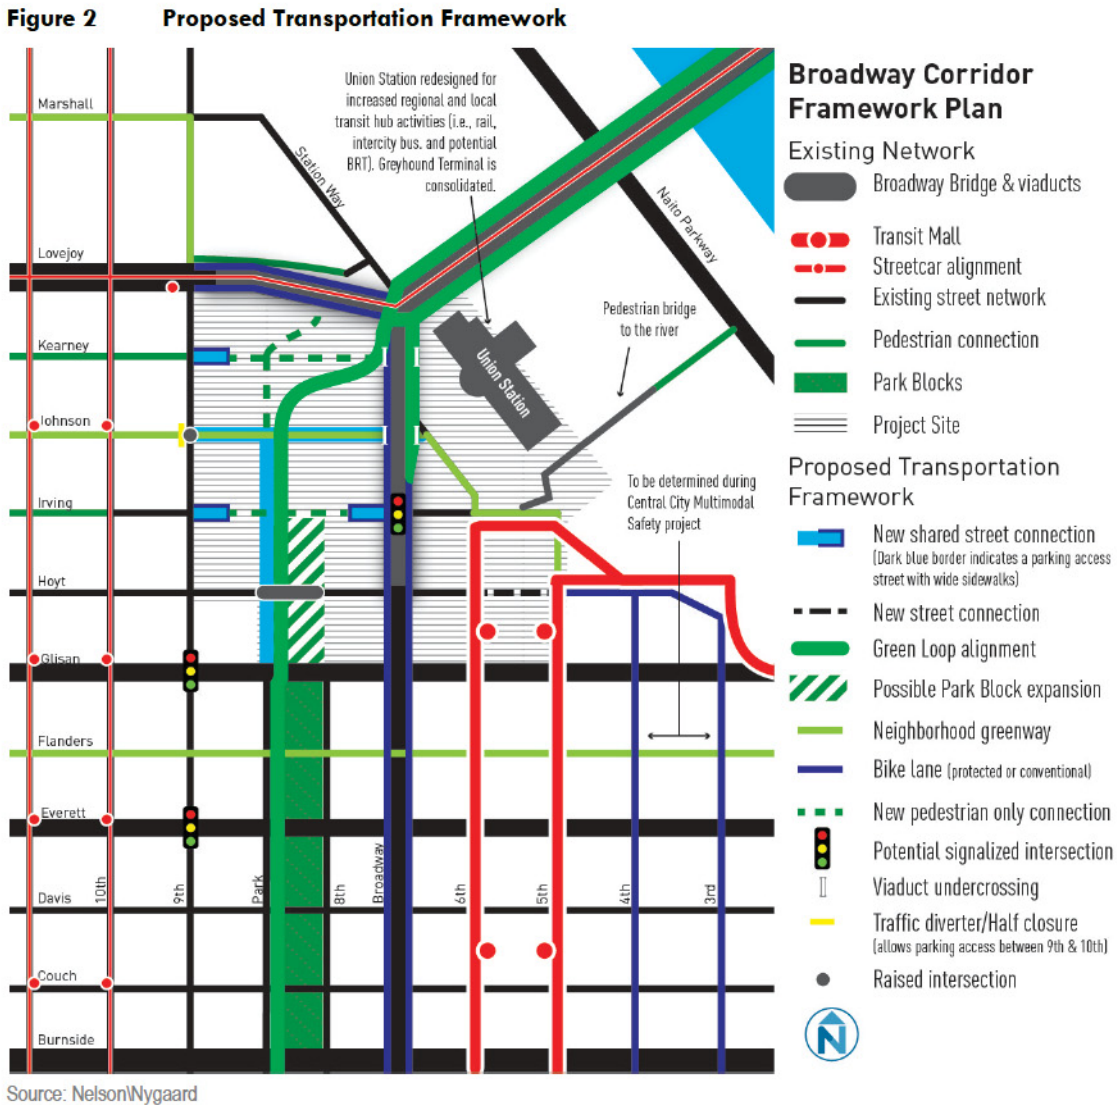 Figure 2 Proposed Transportation Framework
Union Station redesigned for
increased regional and local
transit hub activities (i.e., rail,
intercity bus. and potential
BRT). Greyhound Terminal is
consolidated.
Marshall
Station Way
Naito Parkway
Lovejoy
Pedestrian bridge
to the river
Kearney
Union Station
Johnson
To be determined during
Central City Multimodal
Safety project
Irving
Hoyt
Glisan
Flanders
Everett
Davis
10th
9th
Park
8th
Broadway
6th
5th
4th
3rd
Couch
Burnside
Broadway Corridor
Framework Plan
Existing Network
Broadway Bridge & viaducts
Transit Mall
Streetcar alignment
Existing street network
Pedestrian connection
Park Blocks
Project Site
Proposed Transportation
Framework
New shared street connection
(Dark blue border indicates a parking access
street with wide sidewalks)
New street connection
Green Loop alignment
Possible Park Block expansion
Neighborhood greenway
Bike lane (protected or conventional)
New pedestrian only connection
Potential signalized intersection
Viaduct undercrossing
Traffic diverter/Half closure
(allows parking access between 9th & 10th)
Raised intersection
N
Source: Nelson\Nygaard